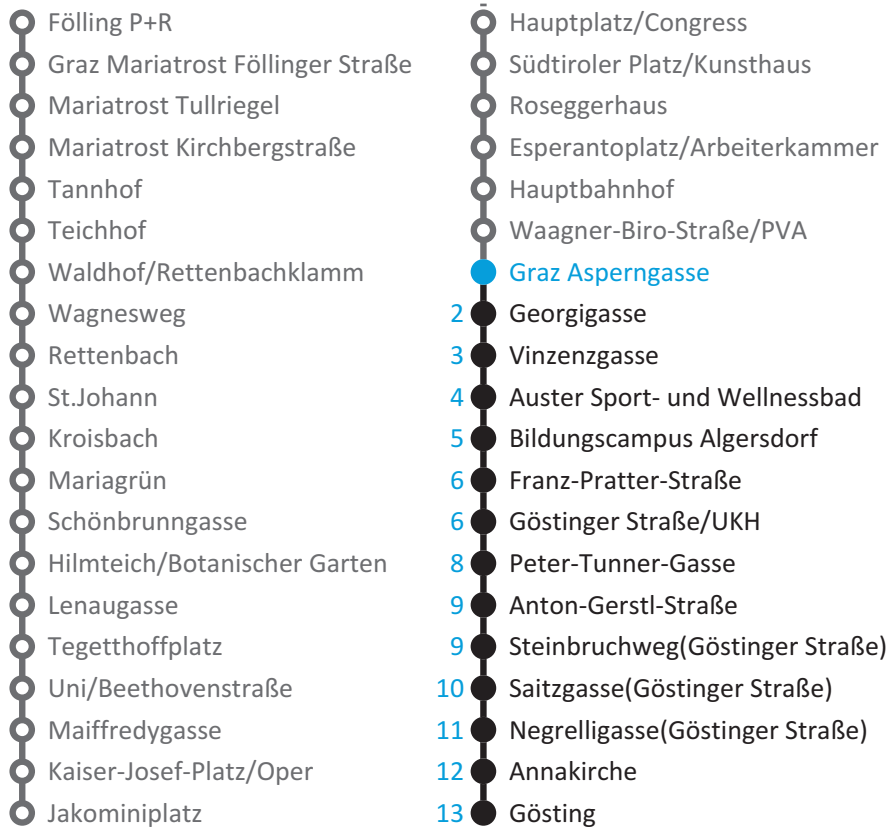 Fölling P+R
Graz Mariatrost Föllinger Straße
Mariatrost Tullriegel
Mariatrost Kirchbergstraße
Tannhof
Teichhof
Waldhof/Rettenbachklamm
Wagnesweg
Rettenbach
St.Johann
Kroisbach
Mariagrün
Schönbrunngasse
Hilmteich/Botanischer Garten
Lenaugasse
Tegetthoffplatz
Uni/Beethovenstraße
Maiffredygasse
Kaiser-Josef-Platz/Oper
Jakominiplatz
Hauptplatz/Congress
Südtiroler Platz/Kunsthaus
Roseggerhaus
Esperantoplatz/Arbeiterkammer
Hauptbahnhof
Waagner-Biro-Straße/PVA
Graz Asperngasse
2 Georgigasse
3 Vinzenzgasse
4 Auster Sport- und Wellnessbad
5 Bildungscampus Algersdorf
6 Franz-Pratter-Straße
6 Göstinger Straße/UKH
8 Peter-Tunner-Gasse
9 Anton-Gerstl-Straße
9 Steinbruchweg(Göstinger Straße)
10 Saitzgasse(Göstinger Straße)
11 Negrelligasse(Göstinger Straße)
12 Annakirche
13 Gösting